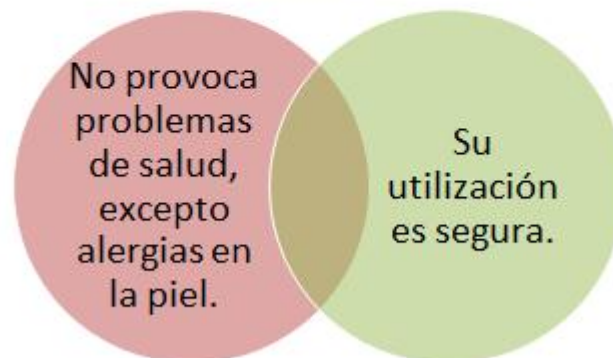 No provoca
problemas
de salud,
excepto
alergias en
la piel.
Su
utilización
es segura.